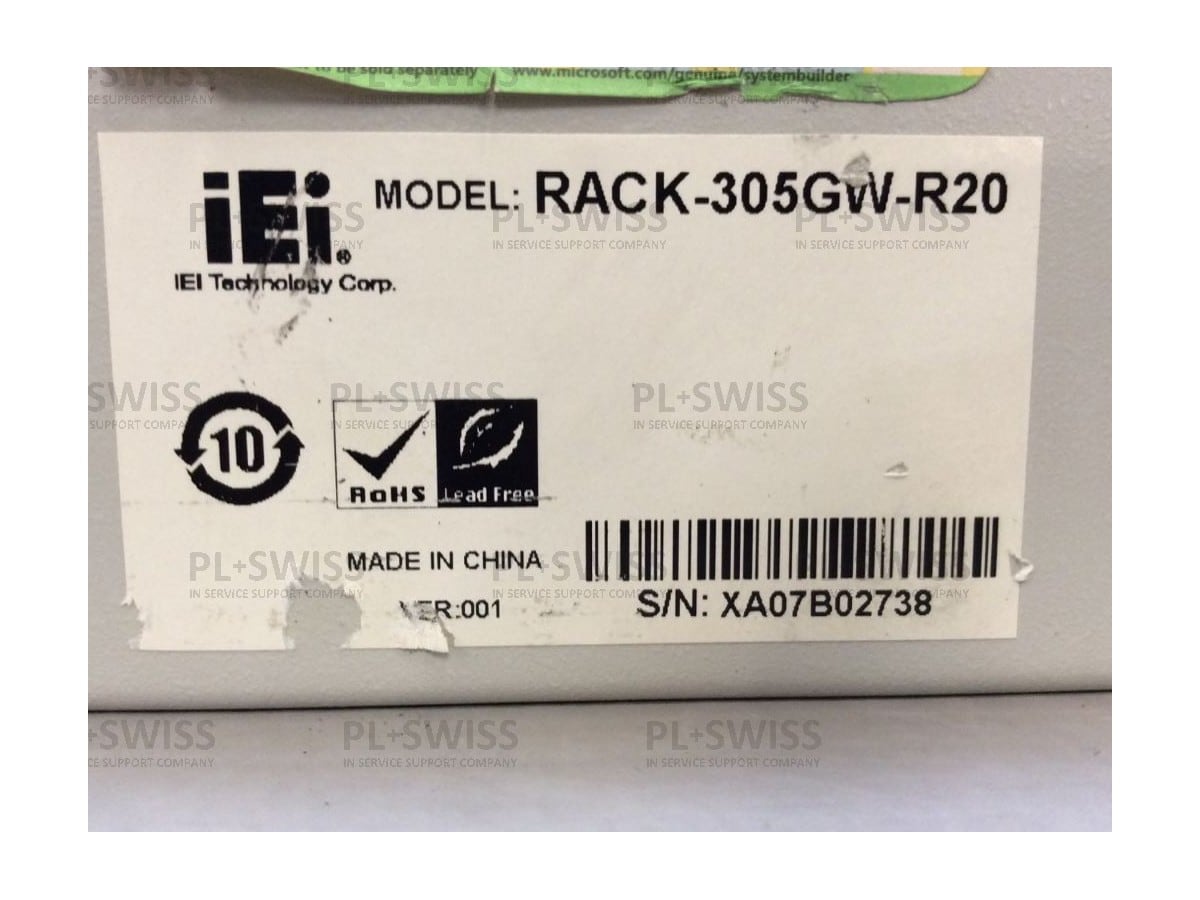 to be sold separately www.microsoft.com/genuine/systembuilder
iEi®
MODEL: RACK-305GW-R20
IEI Technology Corp.
10
RoHS Lead Free
MADE IN CHINA
VER:001
S/N: XA07B02738
PL+SWISS
IN SERVICE SUPPORT COMPANY